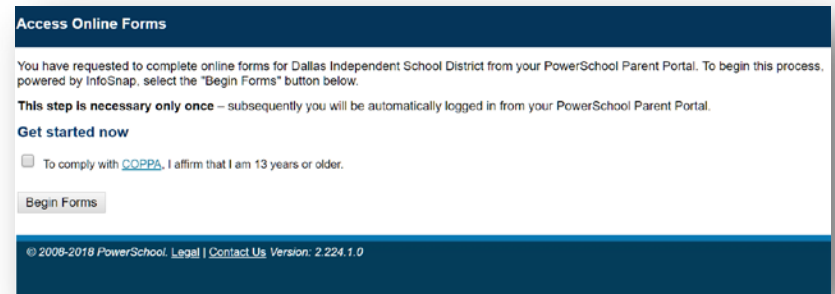 Access Online Forms
You have requested to complete online forms for Dallas Independent School District from your PowerSchool Parent Portal. To begin this process,
powered by InfoSnap, select the "Begin Forms" button below.
This step is necessary only once – subsequently you will be automatically logged in from your PowerSchool Parent Portal.
Get started now
To comply with COPPA, I affirm that I am 13 years or older.
Begin Forms
© 2008-2018 PowerSchool. Legal | Contact Us Version: 2.224.1.0